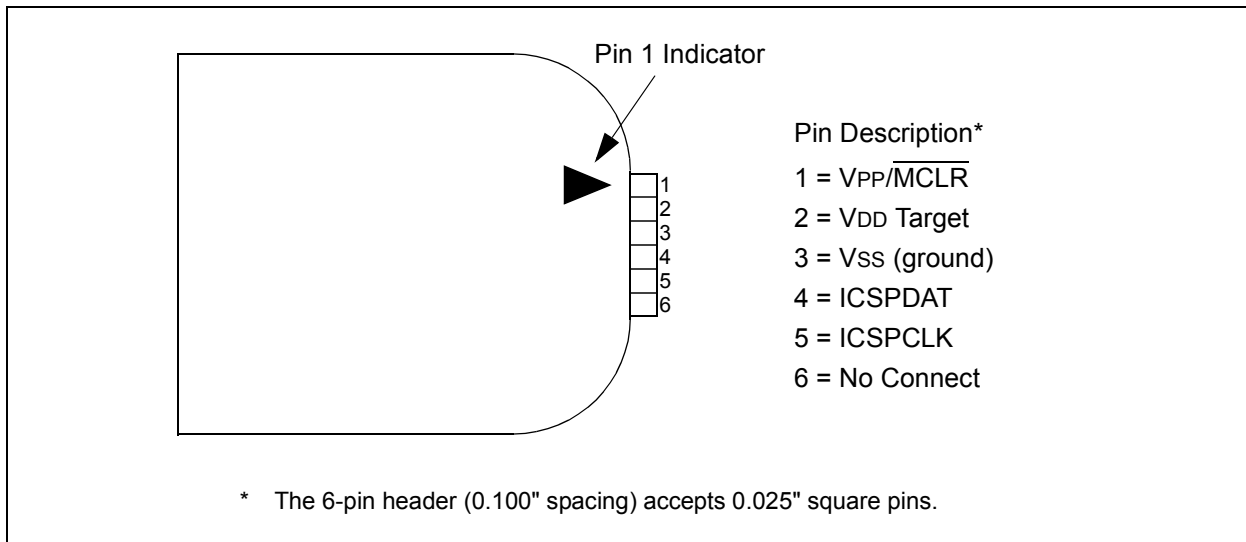 Pin 1 Indicator
1
2
3
4
5
6
Pin Description*
1 = VPP/M̅C̅L̅R̅
2 = VDD Target
3 = VSS (ground)
4 = ICSPDAT
5 = ICSPCLK
6 = No Connect
* The 6-pin header (0.100" spacing) accepts 0.025" square pins.